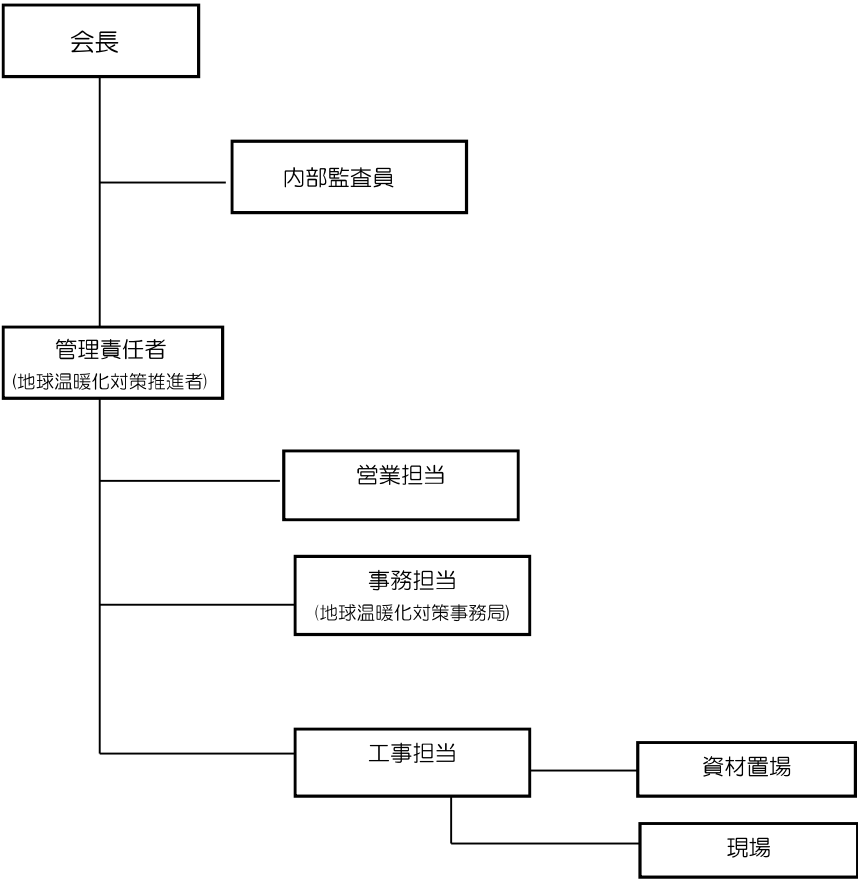 会長
内部監査員
管理責任者
(地球温暖化対策推進者)
営業担当
事務担当
(地球温暖化対策事務局)
工事担当
資材置場
現場